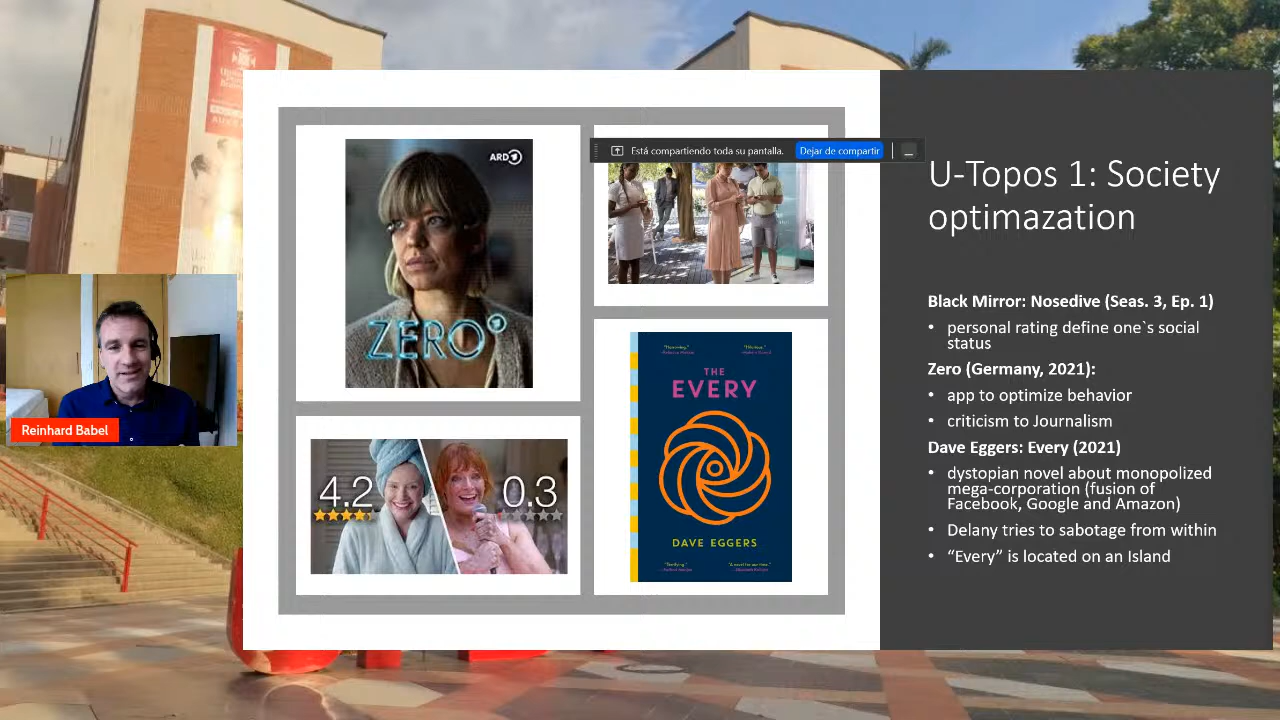 ARD
ZERO
Está compartiendo toda su pantalla.
Dejar de compartir
U-Topos 1: Society
optimazation
Black Mirror: Nosedive (Seas. 3, Ep. 1)
• personal rating define one`s social
status
Zero (Germany, 2021):
• app to optimize behavior
• criticism to Journalism
Dave Eggers: Every (2021)
• dystopian novel about monopolized
mega-corporation (fusion of
Facebook, Google and Amazon)
• Delany tries to sabotage from within
• “Every” is located on an Island
THE
EVERY
DAVE EGGERS
4.2
0.3
Reinhard Babel